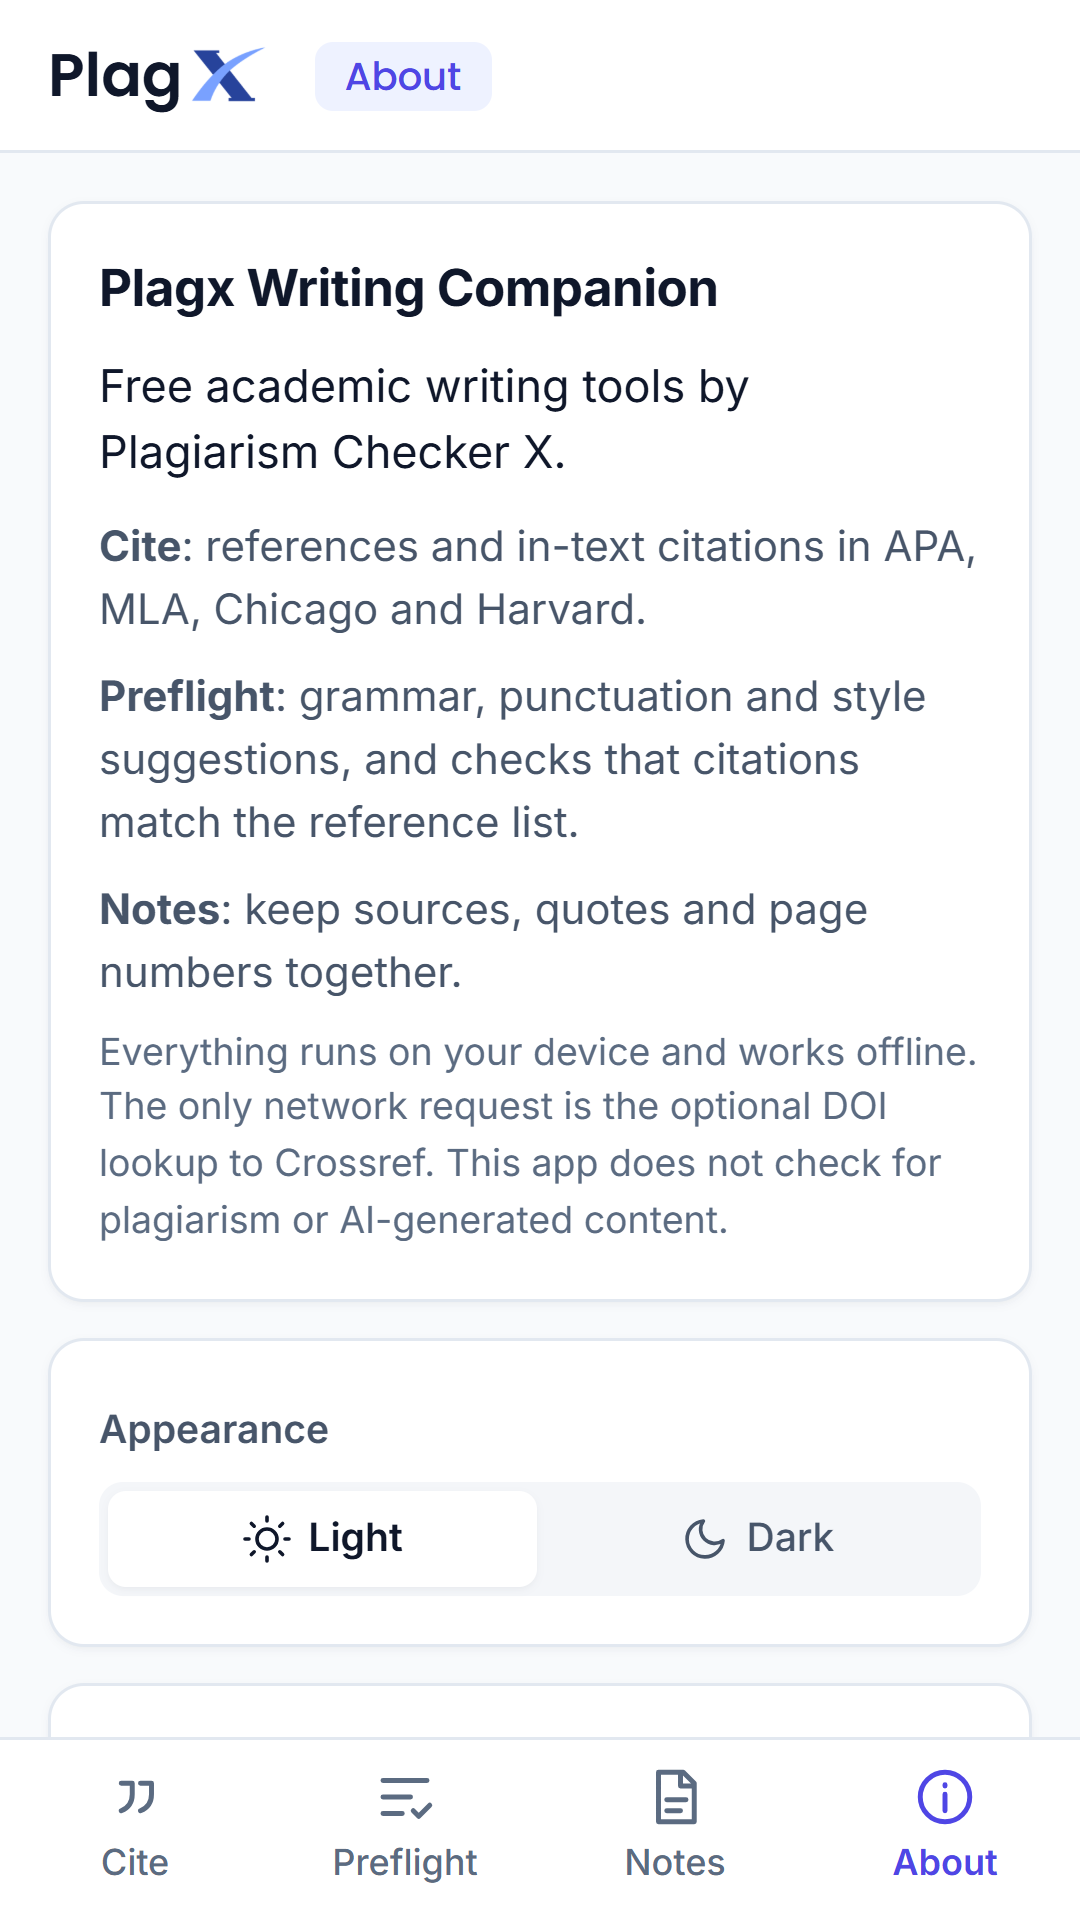 Plag X
About
Plagx Writing Companion
Free academic writing tools by
Plagiarism Checker X.
Cite: references and in-text citations in APA,
MLA, Chicago and Harvard.
Preflight: grammar, punctuation and style
suggestions, and checks that citations
match the reference list.
Notes: keep sources, quotes and page
numbers together.
Everything runs on your device and works offline.
The only network request is the optional DOI
lookup to Crossref. This app does not check for
plagiarism or AI-generated content.
Appearance
Light
Dark
Cite
Preflight
Notes
About